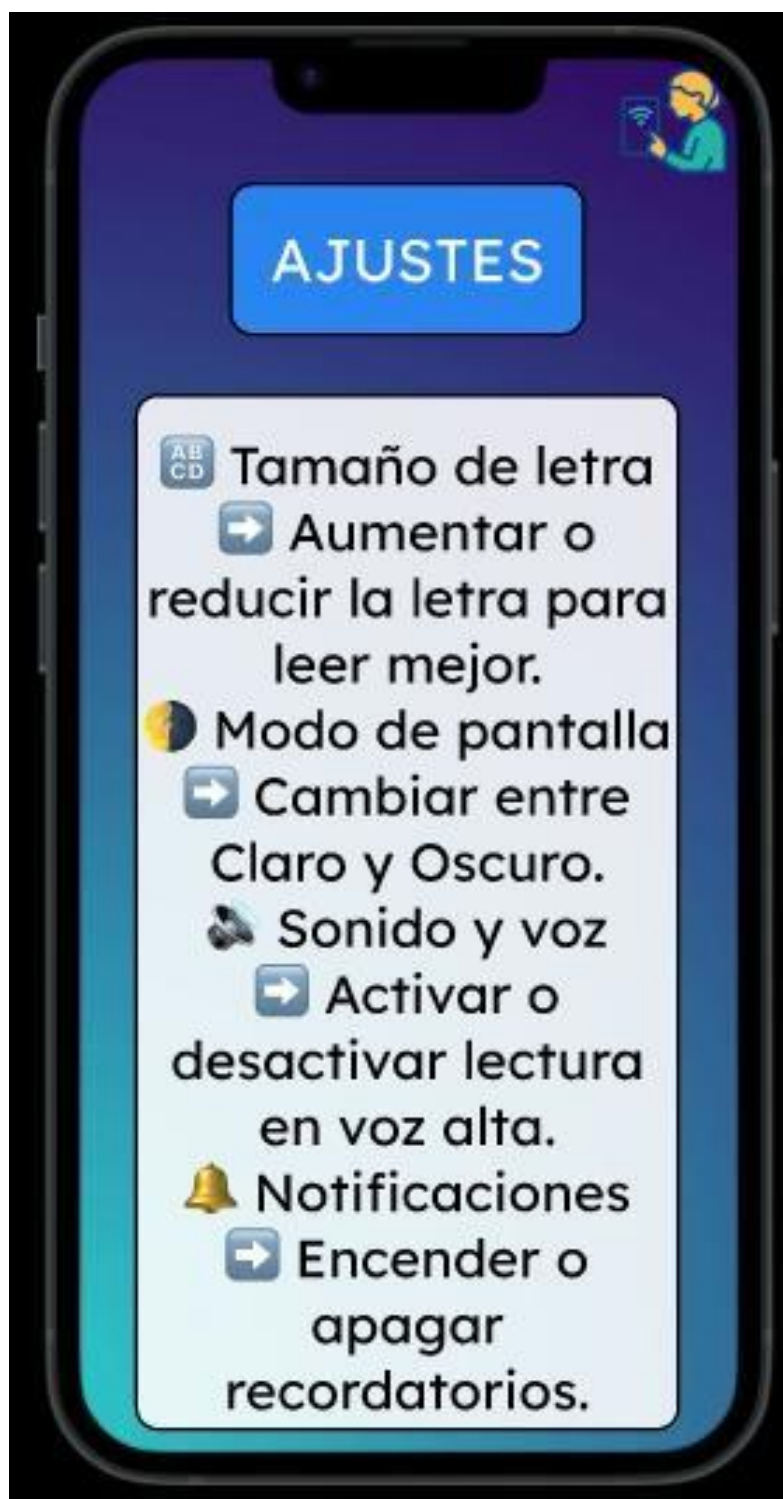 AJUSTES
🔠 Tamaño de letra
➡️ Aumentar o
reducir la letra para
leer mejor.
🌗 Modo de pantalla
➡️ Cambiar entre
Claro y Oscuro.
🔊 Sonido y voz
➡️ Activar o
desactivar lectura
en voz alta.
🔔 Notificaciones
➡️ Encender o
apagar
recordatorios.